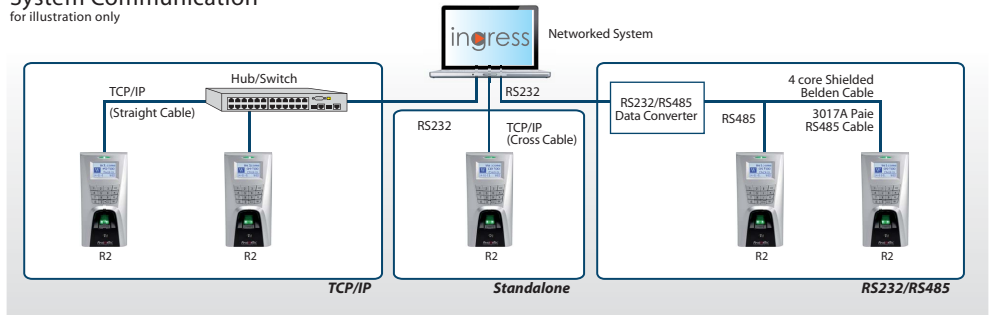 System Communication
for illustration only
ingress
Networked System
Hub/Switch
TCP/IP
(Straight Cable)
R2
R2
TCP/IP
RS232
RS232
TCP/IP
(Cross Cable)
R2
Standalone
RS232/RS485
Data Converter
RS485
4 core Shielded
Belden Cable
3017A Paie
RS485 Cable
R2
R2
RS232/RS485